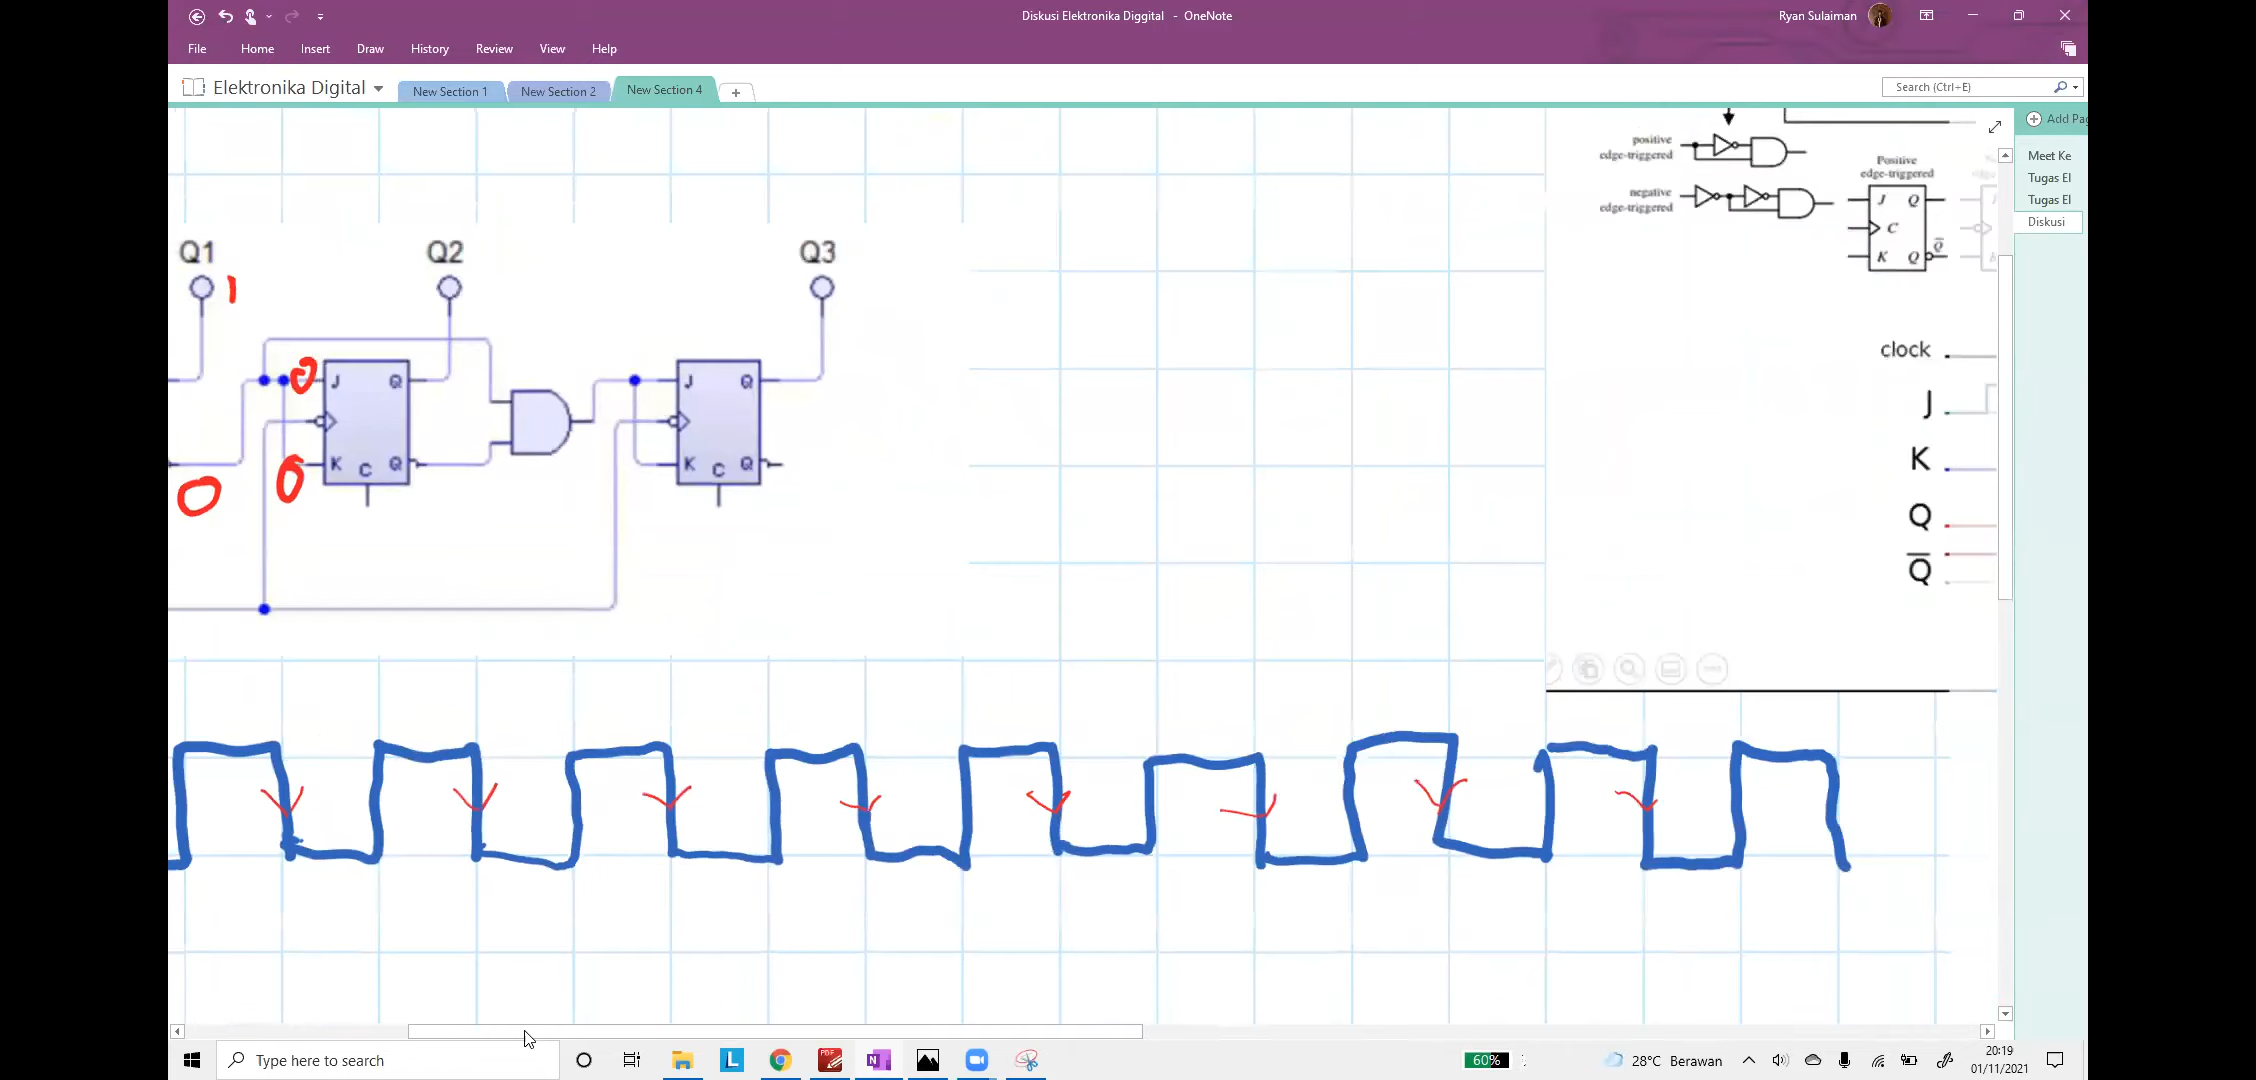 Diskusi Elektronika Diggital - OneNote
Ryan Sulaiman
File Home Insert Draw History Review View Help
Elektronika Digital
New Section 1
New Section 2
New Section 4
+
Search (Ctrl+E)
Add Pag
Meet Ke
Tugas El
Tugas El
Diskusi
positive
edge-triggered
negative
edge-triggered
Positive
edge-triggered
J Q
C
K Q
Q̅
Q1
Q2
Q3
1
0
0
0
J Q
K C Q
J Q
K C Q
clock
J
K
Q
Q̅
Type here to search
60%
28°C Berawan
20:19
01/11/2021